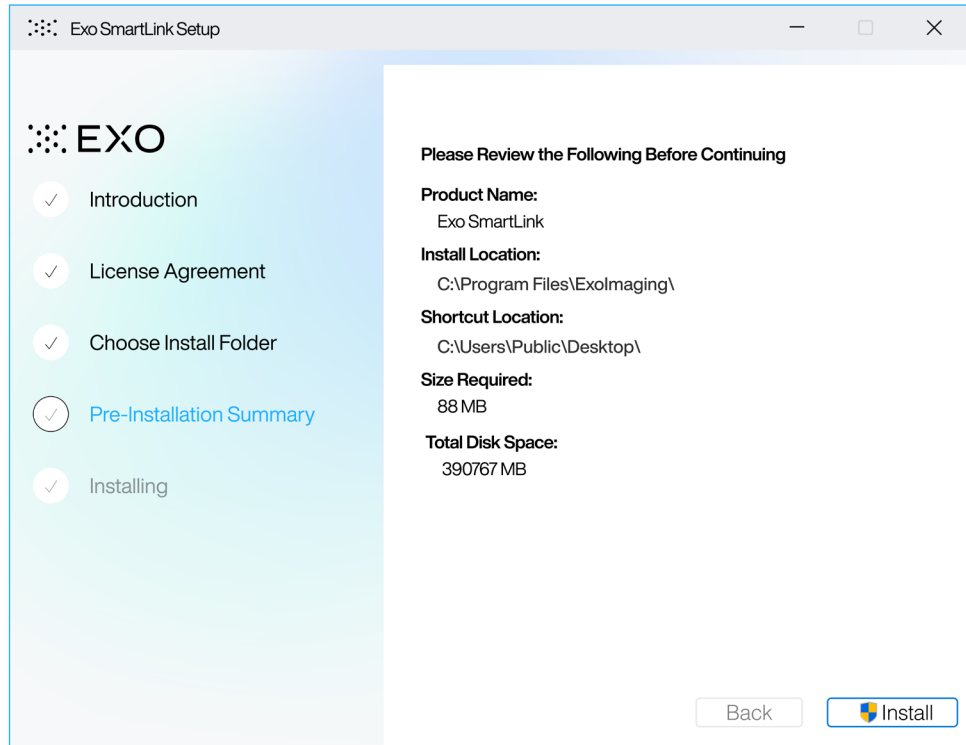 Exo SmartLink Setup
EXO
Introduction
License Agreement
Choose Install Folder
Pre-Installation Summary
Installing
Please Review the Following Before Continuing
Product Name:
Exo SmartLink
Install Location:
C:\Program Files\ExoImaging\
Shortcut Location:
C:\Users\Public\Desktop\
Size Required:
88 MB
Total Disk Space:
390767 MB
Back
Install